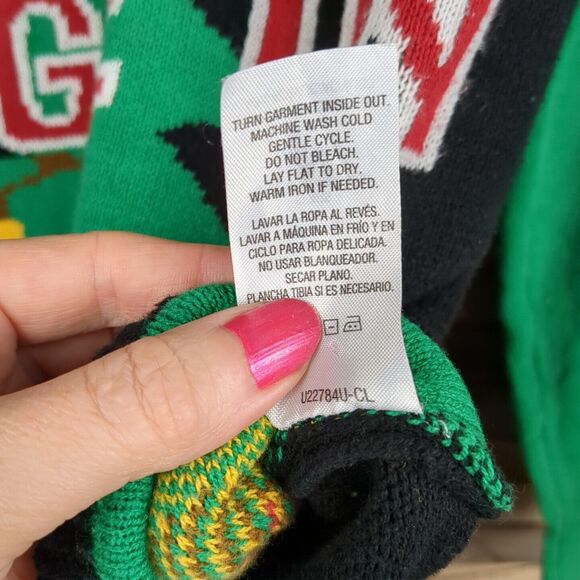 G
N
TURN GARMENT INSIDE OUT.
MACHINE WASH COLD
GENTLE CYCLE.
DO NOT BLEACH.
LAY FLAT TO DRY.
WARM IRON IF NEEDED.
LAVAR LA ROPA AL REVÉS.
LAVAR A MÁQUINA EN FRÍO Y EN
CICLO PARA ROPA DELICADA.
NO USAR BLANQUEADOR.
SECAR PLANO.
PLANCHA TIBIA SI ES NECESARIO.
U22784U-CL